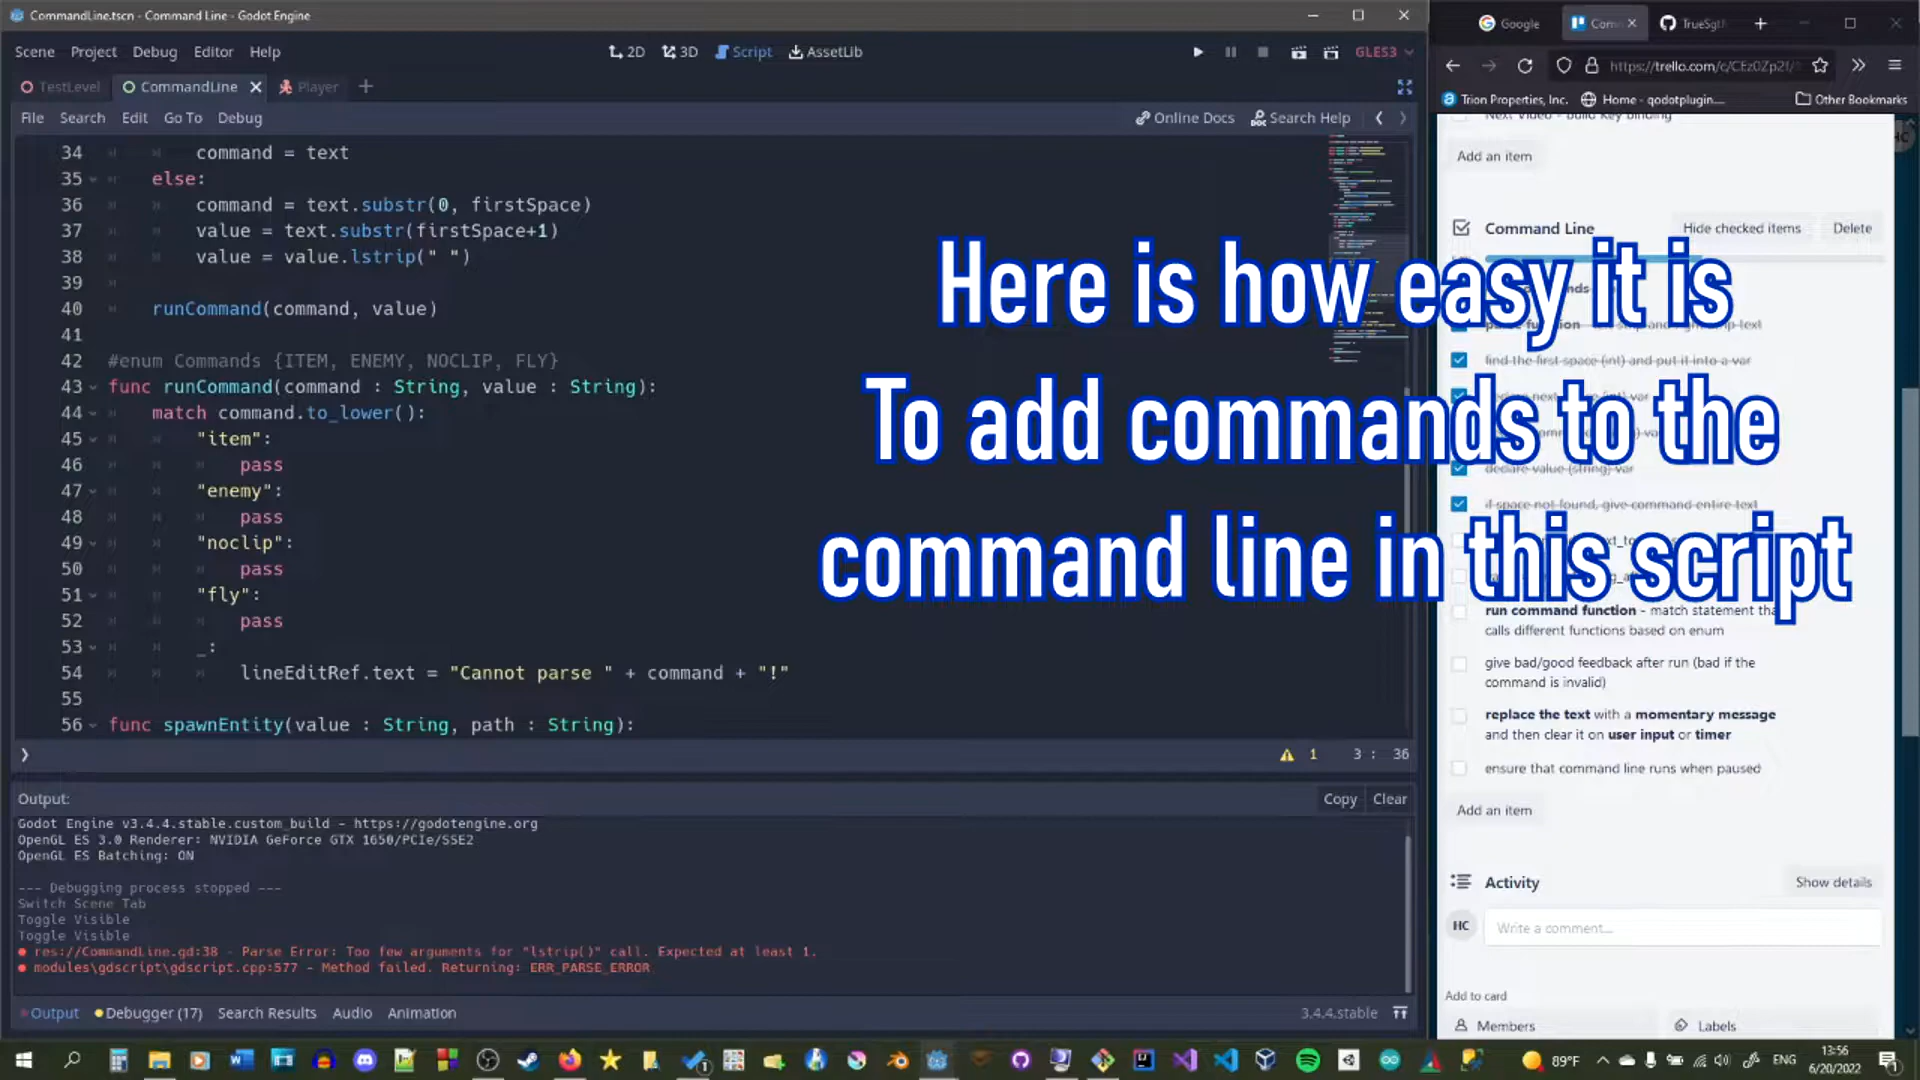 CommandLine.tscn - Command Line - Godot Engine
Scene Project Debug Editor Help
2D 3D Script AssetLib
GLES3
TestLevel CommandLine Player
File Search Edit Go To Debug
Online Docs Search Help
34 command = text
35 else:
36 command = text.substr(0, firstSpace)
37 value = text.substr(firstSpace+1)
38 value = value.lstrip(" ")
39
40 runCommand(command, value)
41
42 #enum Commands {ITEM, ENEMY, NOCLIP, FLY}
43 func runCommand(command : String, value : String):
44 match command.to_lower():
45 "item":
46 pass
47 "enemy":
48 pass
49 "noclip":
50 pass
51 "fly":
52 pass
53 _:
54 lineEditRef.text = "Cannot parse " + command + "!"
55
56 func spawnEntity(value : String, path : String):
1 3 : 36
Here is how easy it is
To add commands to the
command line in this script
Output:
Copy Clear
Godot Engine v3.4.4.stable.custom_build - https://godotengine.org
OpenGL ES 3.0 Renderer: NVIDIA GeForce GTX 1650/PCIe/SSE2
OpenGL ES Batching: ON
--- Debugging process stopped ---
Switch Scene Tab
Toggle Visible
Toggle Visible
res://CommandLine.gd:38 - Parse Error: Too few arguments for "lstrip()" call. Expected at least 1.
modules\gdscript\gdscript.cpp:577 - Method failed. Returning: ERR_PARSE_ERROR
Output Debugger (17) Search Results Audio Animation
3.4.4.stable
Google Com TrueSgt
https://trello.com/c/CEz0Zp2f/
Trion Properties, Inc. Home - qodotplugin.... Other Bookmarks
Next Video - build Key binding
Add an item
Command Line
Hide checked items Delete
find the first space (int) and put it into a var
declare value (string) var
if space not found, give command entire text
run command function - match statement
calls different functions based on enum
give bad/good feedback after run (bad if the
command is invalid)
replace the text with a momentary message
and then clear it on user input or timer
ensure that command line runs when paused
Add an item
Activity
Show details
HC
Write a comment...
Add to card
Members Labels
89°F
ENG
13:56
6/20/2022